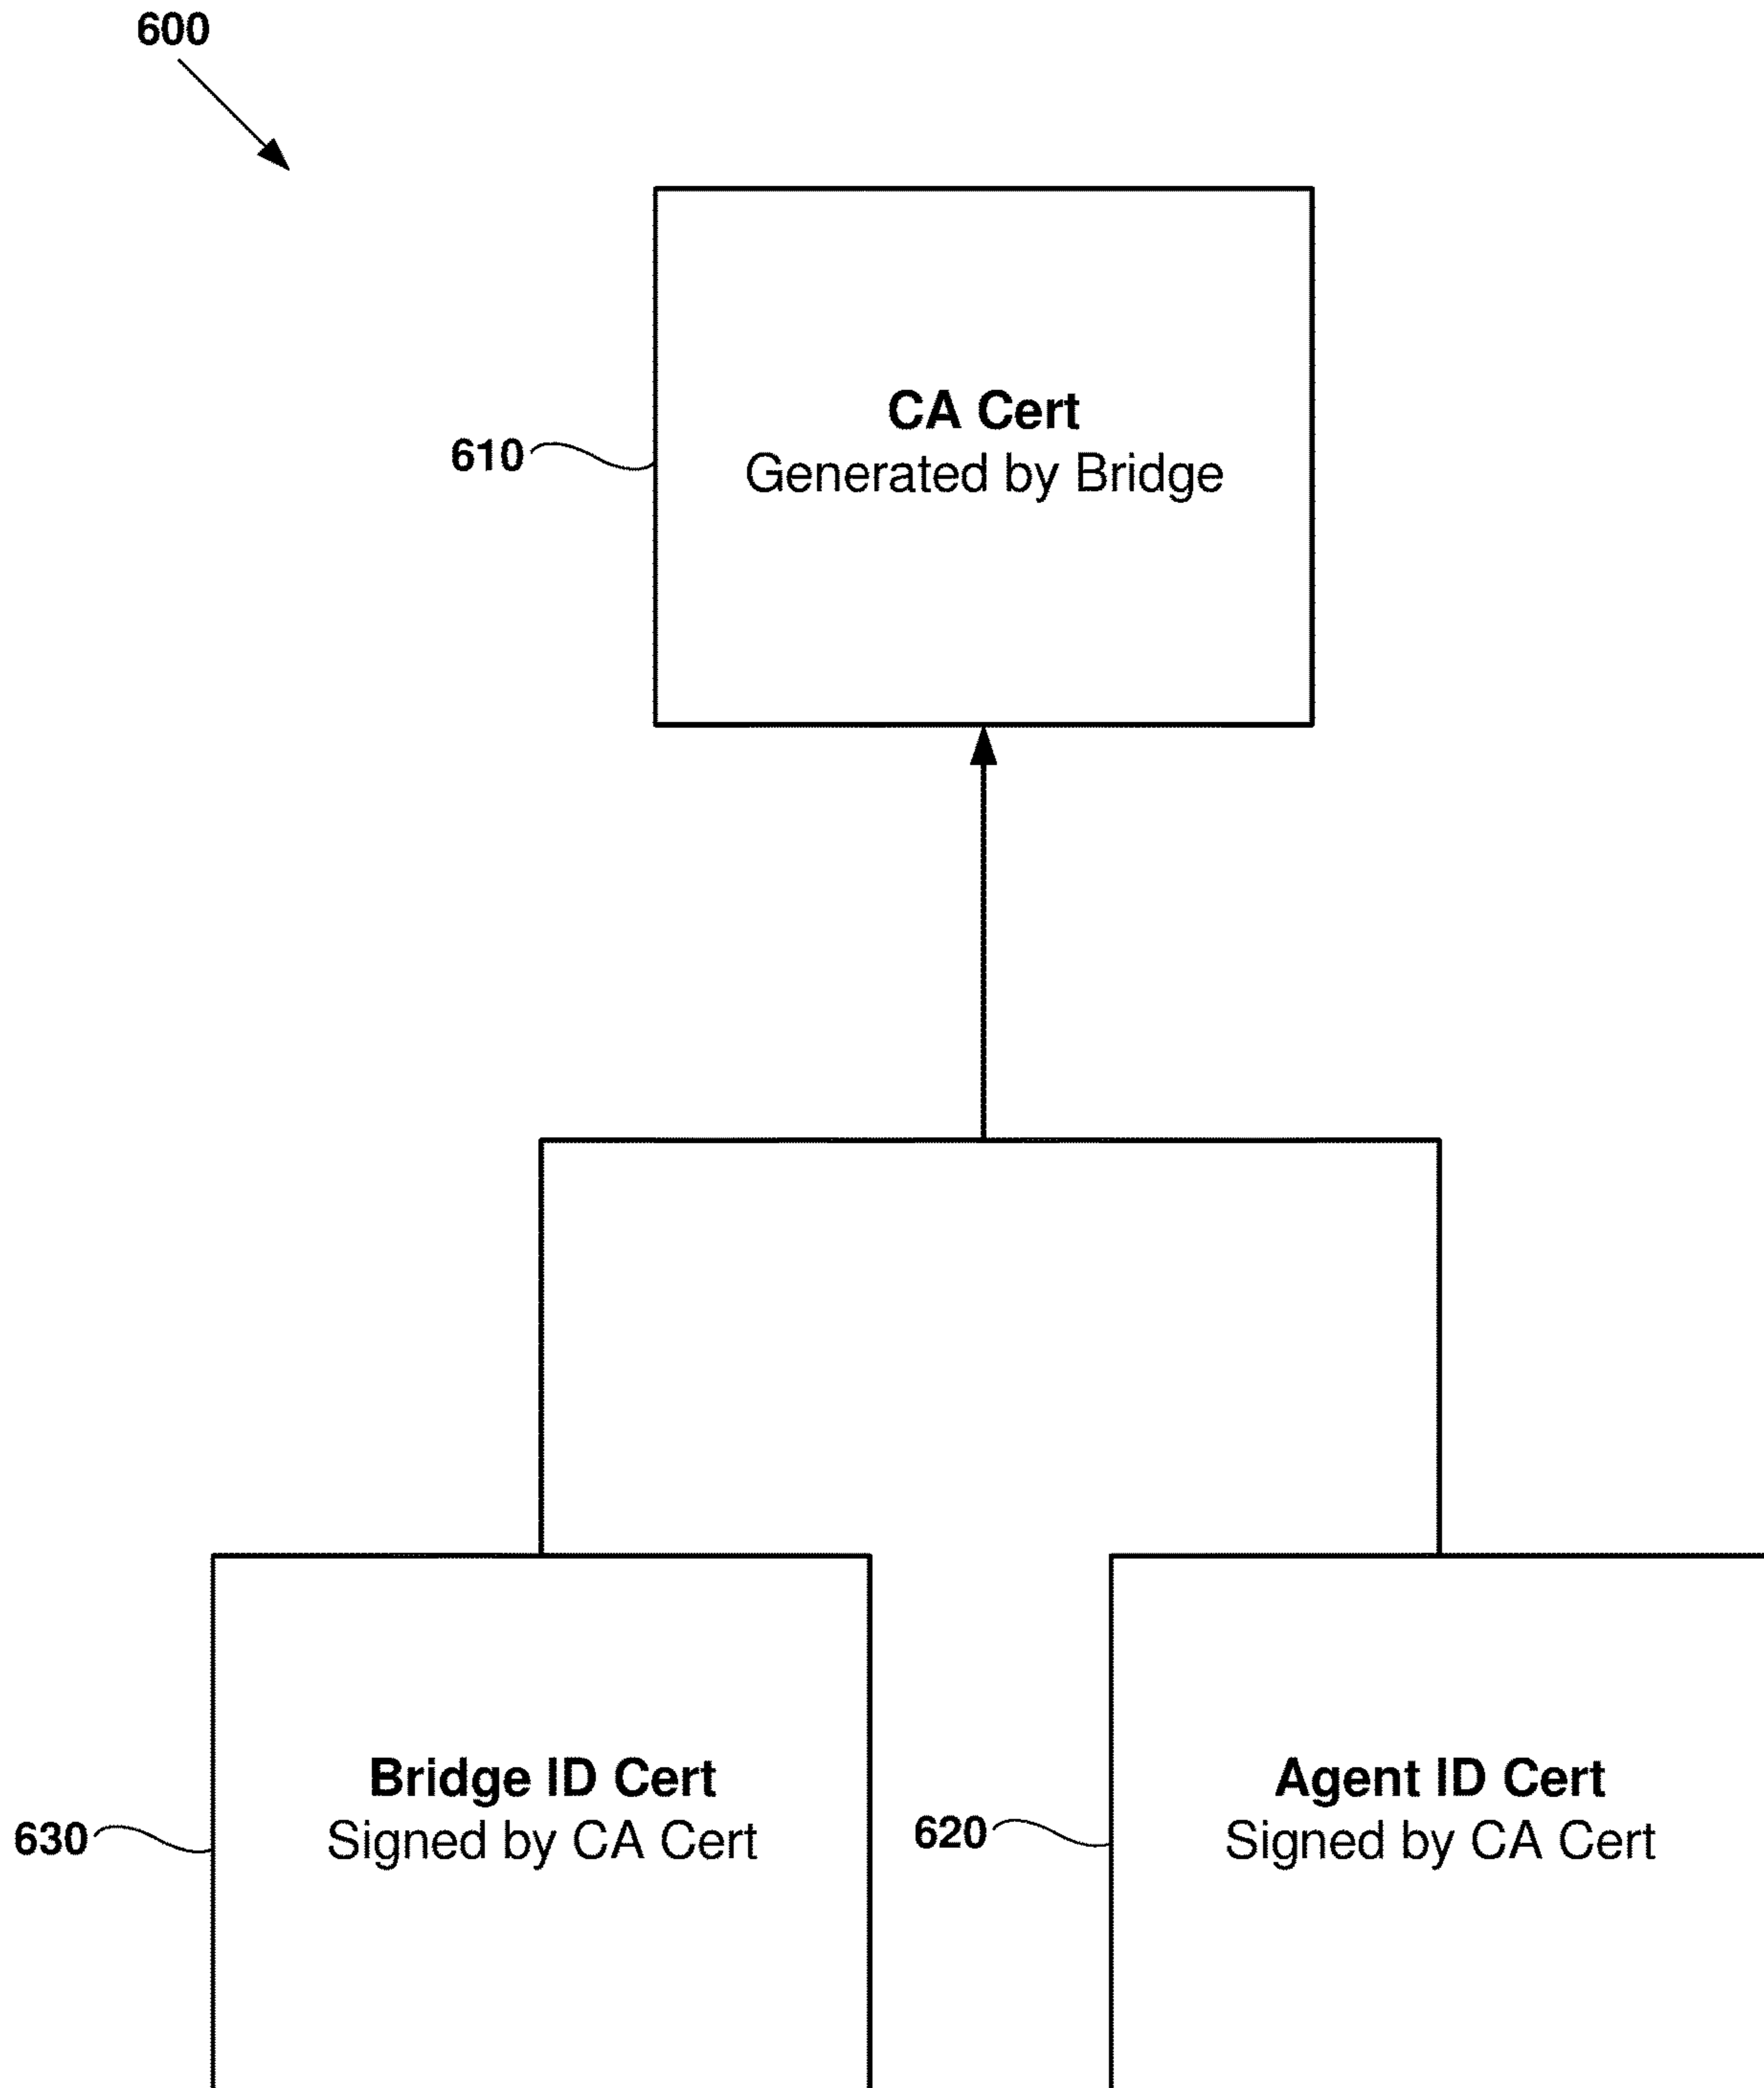 600
CA Cert
610
Generated by Bridge
Bridge ID Cert
630
Signed by CA Cert
Agent ID Cert
620
Signed by CA Cert